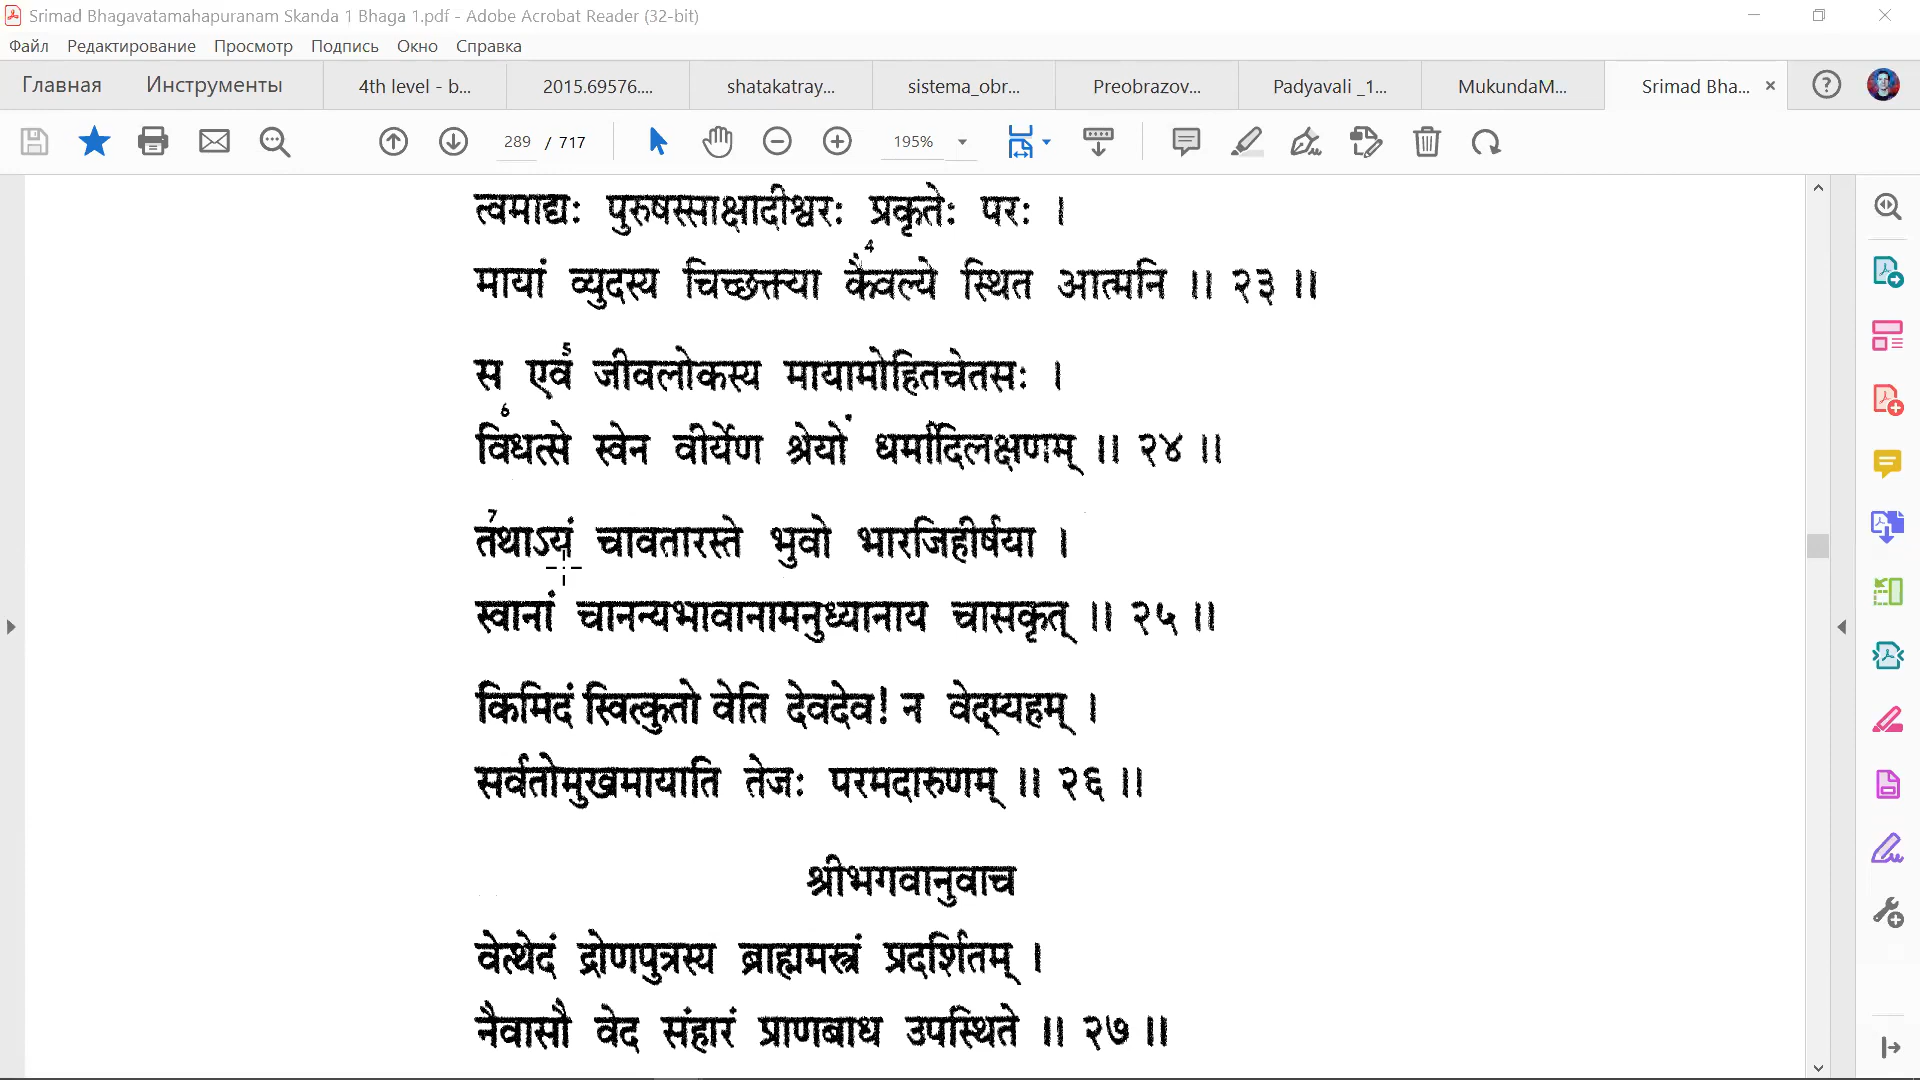 Srimad Bhagavatamahapuranam Skanda 1 Bhaga 1.pdf - Adobe Acrobat Reader (32-bit)
Файл Редактирование Просмотр Подпись Окно Справка
Главная Инструменты 4th level - b... 2015.69576.... shatakatray... sistema_obr... Preobrazov... Padyavali _1... MukundaM... Srimad Bha...
289 / 717 195%
त्वमाद्यः पुरुषस्साक्षादीश्वरः प्रकृतेः परः ।
4
मायां व्युदस्य चिच्छक्त्या कैवल्ये स्थित आत्मनि ॥ २३ ॥
5
स एवं जीवलोकस्य मायामोहितचेतसः ।
6
विधत्से स्वेन वीर्येण श्रेयो धर्मादिलक्षणम् ॥ २४ ॥
7
तथाऽयं चावतारस्ते भुवो भारजिहीर्षया ।
स्वानां चानन्यभावानामनुध्यानाय चासकृत् ॥ २५ ॥
किमिदं स्वित्कुतो वेति देवदेव! न वेद्म्यहम् ।
सर्वतोमुखमायाति तेजः परमदारुणम् ॥ २६ ॥
श्रीभगवानुवाच
वेत्थेदं द्रोणपुत्रस्य ब्राह्ममस्त्रं प्रदर्शितम् ।
नैवासौ वेद संहारं प्राणबाध उपस्थिते ॥ २७ ॥